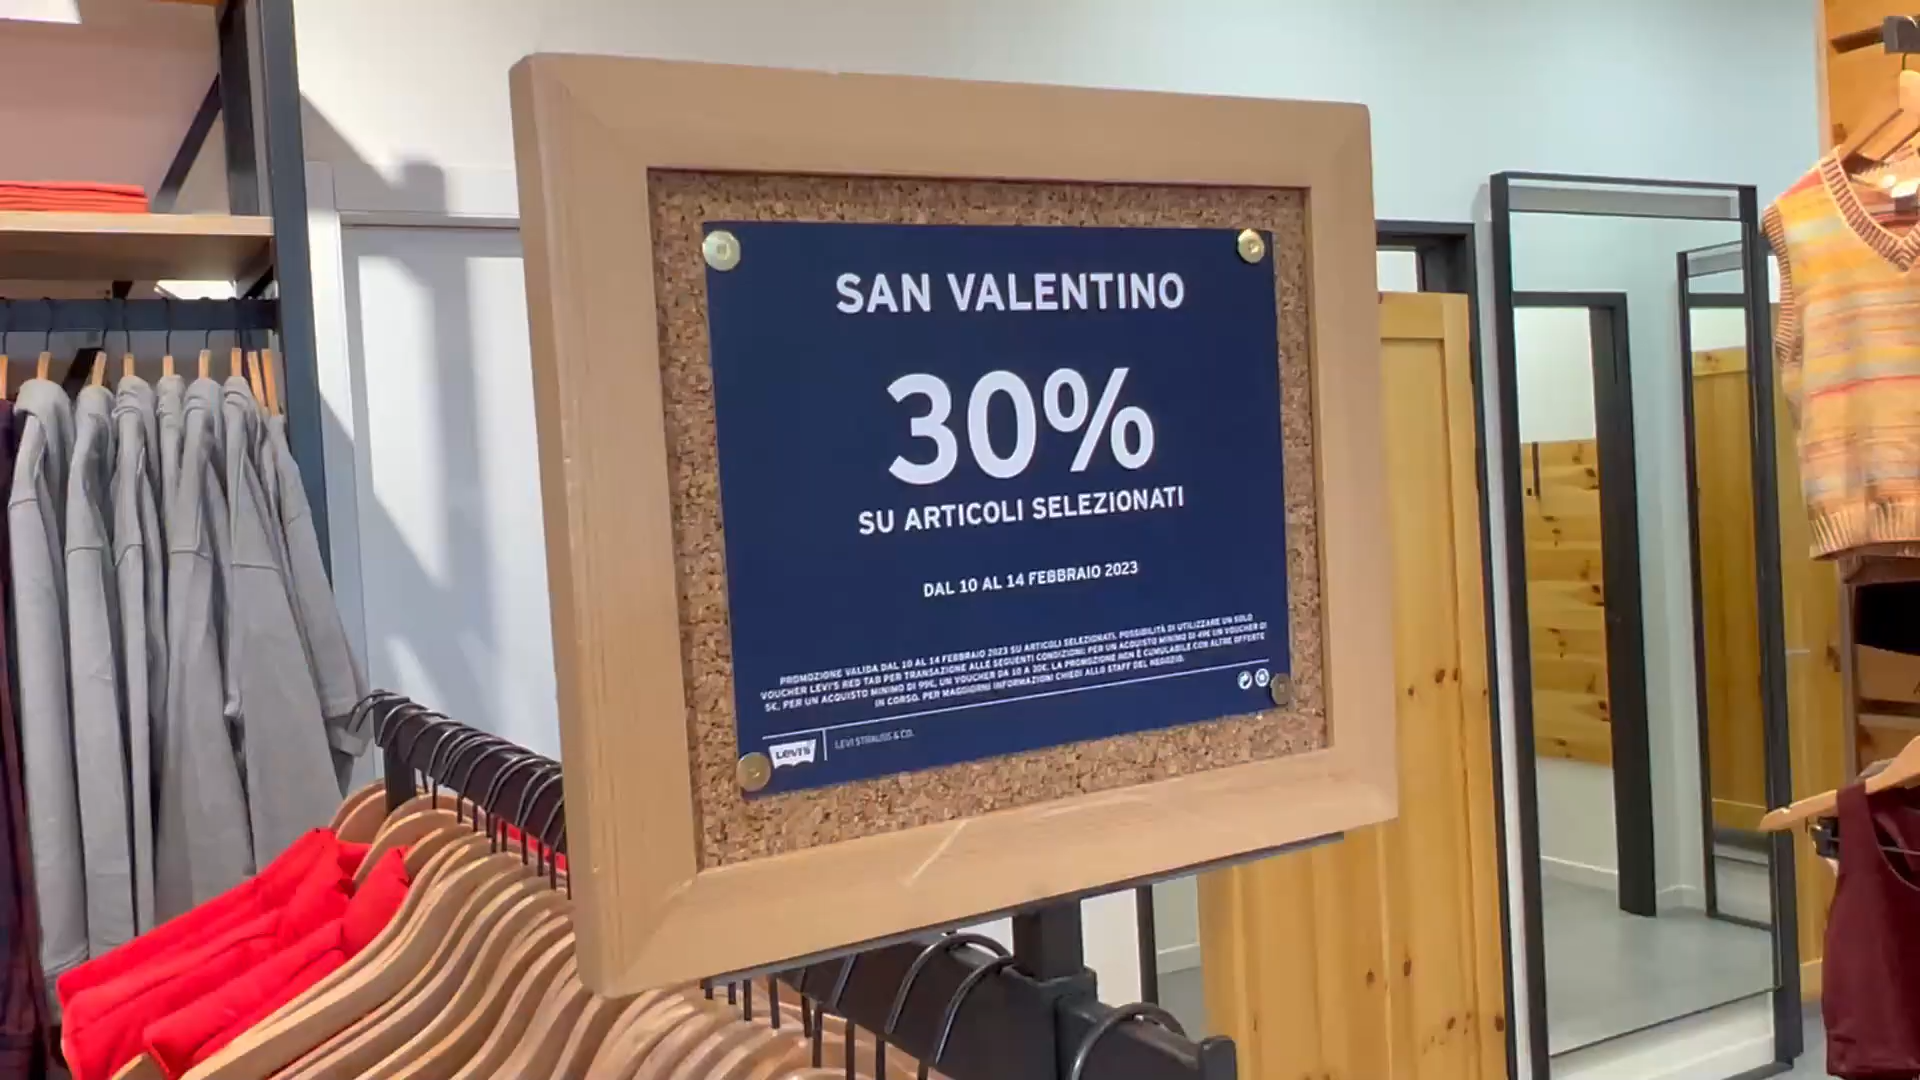 SAN VALENTINO
30%
SU ARTICOLI SELEZIONATI
DAL 10 AL 14 FEBBRAIO 2023
PROMOZIONE VALIDA DAL 10 AL 14 FEBBRAIO 2023 SU ARTICOLI SELEZIONATI. POSSIBILITÀ DI UTILIZZARE UN SOLO
VOUCHER LEVI'S RED TAB PER TRANSAZIONE ALLE SEGUENTI CONDIZIONI: PER UN ACQUISTO MINIMO DI 49€ UN VOUCHER DI
5€, PER UN ACQUISTO MINIMO DI 99€, UN VOUCHER DA 10 A 30€. LA PROMOZIONE NON È CUMULABILE CON ALTRE OFFERTE
IN CORSO. PER MAGGIORNI INFORMAZIONI CHIEDI ALLO STAFF DEL NEGOZIO.
LEVI'S
LEVI STRAUSS & CO.